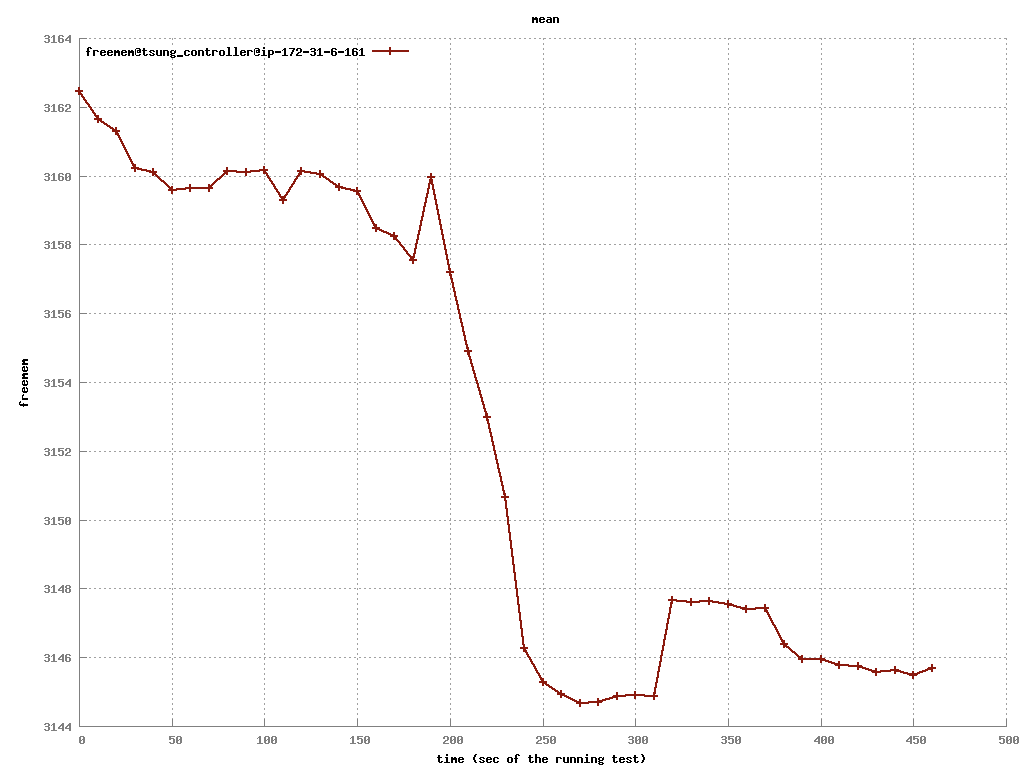 mean
freemem@tsung_controller@ip-172-31-6-161
3164
3162
3160
3158
3156
3154
3152
3150
3148
3146
3144
freemem
0 50 100 150 200 250 300 350 400 450 500
time (sec of the running test)